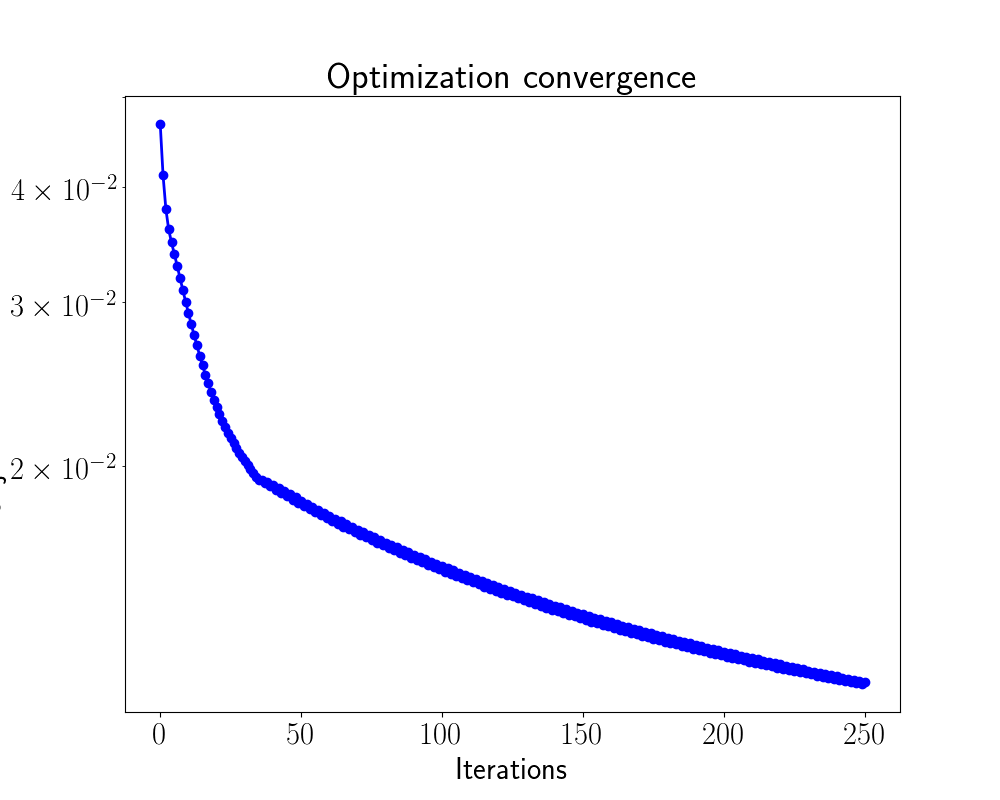 Optimization convergence
4 × 10⁻²
3 × 10⁻²
2 × 10⁻²
0 50 100 150 200 250
Iterations